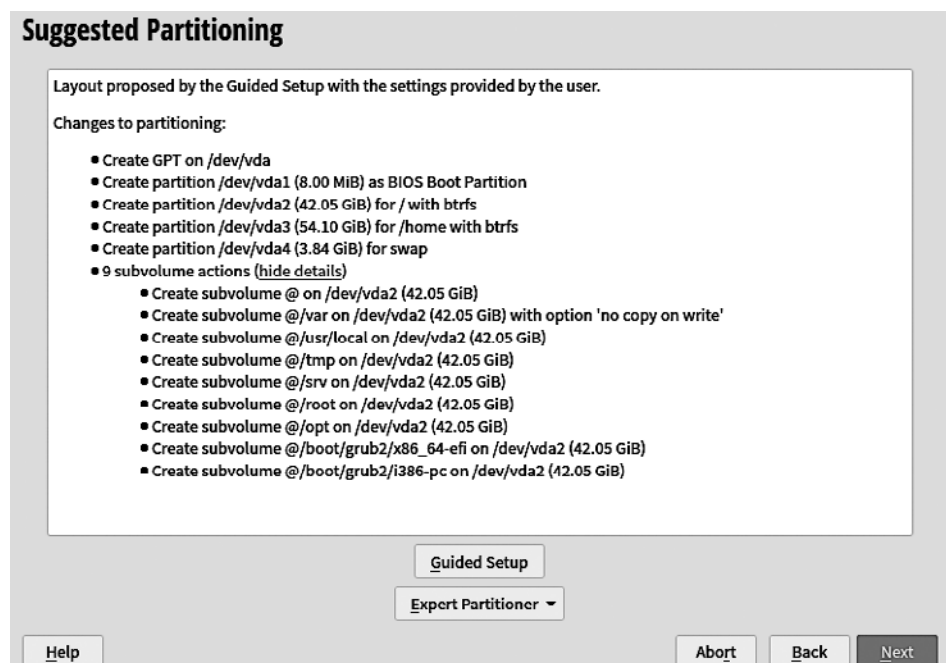 Suggested Partitioning
Layout proposed by the Guided Setup with the settings provided by the user.
Changes to partitioning:
• Create GPT on /dev/vda
• Create partition /dev/vda1 (8.00 MiB) as BIOS Boot Partition
• Create partition /dev/vda2 (42.05 GiB) for / with btrfs
• Create partition /dev/vda3 (54.10 GiB) for /home with btrfs
• Create partition /dev/vda4 (3.84 GiB) for swap
• 9 subvolume actions (hide details)
• Create subvolume @ on /dev/vda2 (42.05 GiB)
• Create subvolume @/var on /dev/vda2 (42.05 GiB) with option 'no copy on write'
• Create subvolume @/usr/local on /dev/vda2 (42.05 GiB)
• Create subvolume @/tmp on /dev/vda2 (42.05 GiB)
• Create subvolume @/srv on /dev/vda2 (42.05 GiB)
• Create subvolume @/root on /dev/vda2 (42.05 GiB)
• Create subvolume @/opt on /dev/vda2 (42.05 GiB)
• Create subvolume @/boot/grub2/x86_64-efi on /dev/vda2 (42.05 GiB)
• Create subvolume @/boot/grub2/i386-pc on /dev/vda2 (42.05 GiB)
Guided Setup
Expert Partitioner
Help Abort Back Next